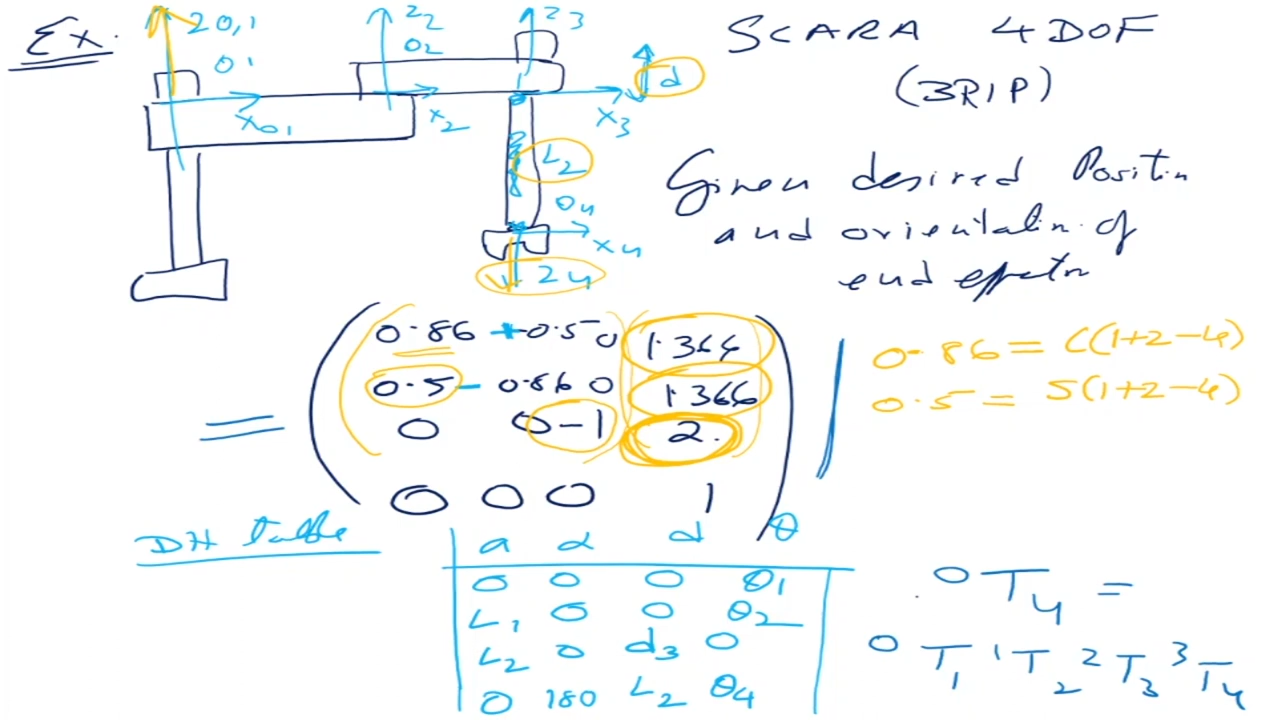 Ex.
Z0,1
O1
X0,1
Z2
O2
X2
Z3
X3
d
L2
O4
X4
Z4
SCARA 4DOF
(3R1P)
Given desired Position
and orientation of
end effector
=
0.86 +0.5 0 1.366
0.5 -0.86 0 1.366
0 0 -1 2.
0 0 0 1
0.86 = C(1+2-4)
0.5 = S(1+2-4)
DH table
a α d θ
0 0 0 θ1
L1 0 0 θ2
L2 0 d3 0
0 180 L2 θ4
0T4 =
0T1 1T2 2T3 3T4